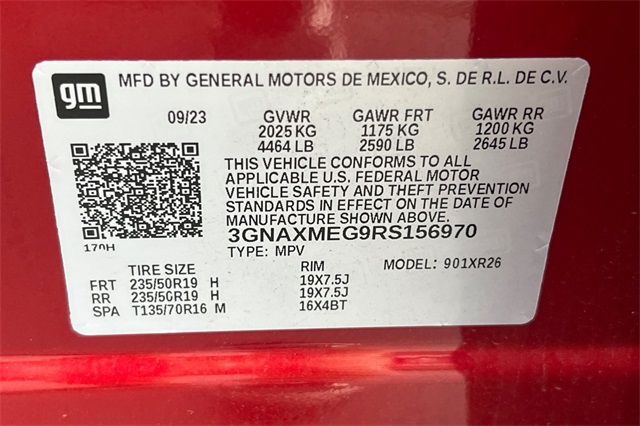 gm MFD BY GENERAL MOTORS DE MEXICO, S. DE R.L. DE C.V.
09/23 GVWR GAWR FRT GAWR RR
2025 KG 1175 KG 1200 KG
4464 LB 2590 LB 2645 LB
THIS VEHICLE CONFORMS TO ALL
APPLICABLE U.S. FEDERAL MOTOR
VEHICLE SAFETY AND THEFT PREVENTION
STANDARDS IN EFFECT ON THE DATE OF
MANUFACTURE SHOWN ABOVE.
3GNAXMEG9RS156970
170H TYPE: MPV MODEL: 901XR26
TIRE SIZE RIM
FRT 235/50R19 H 19X7.5J
RR 235/50R19 H 19X7.5J
SPA T135/70R16 M 16X4BT